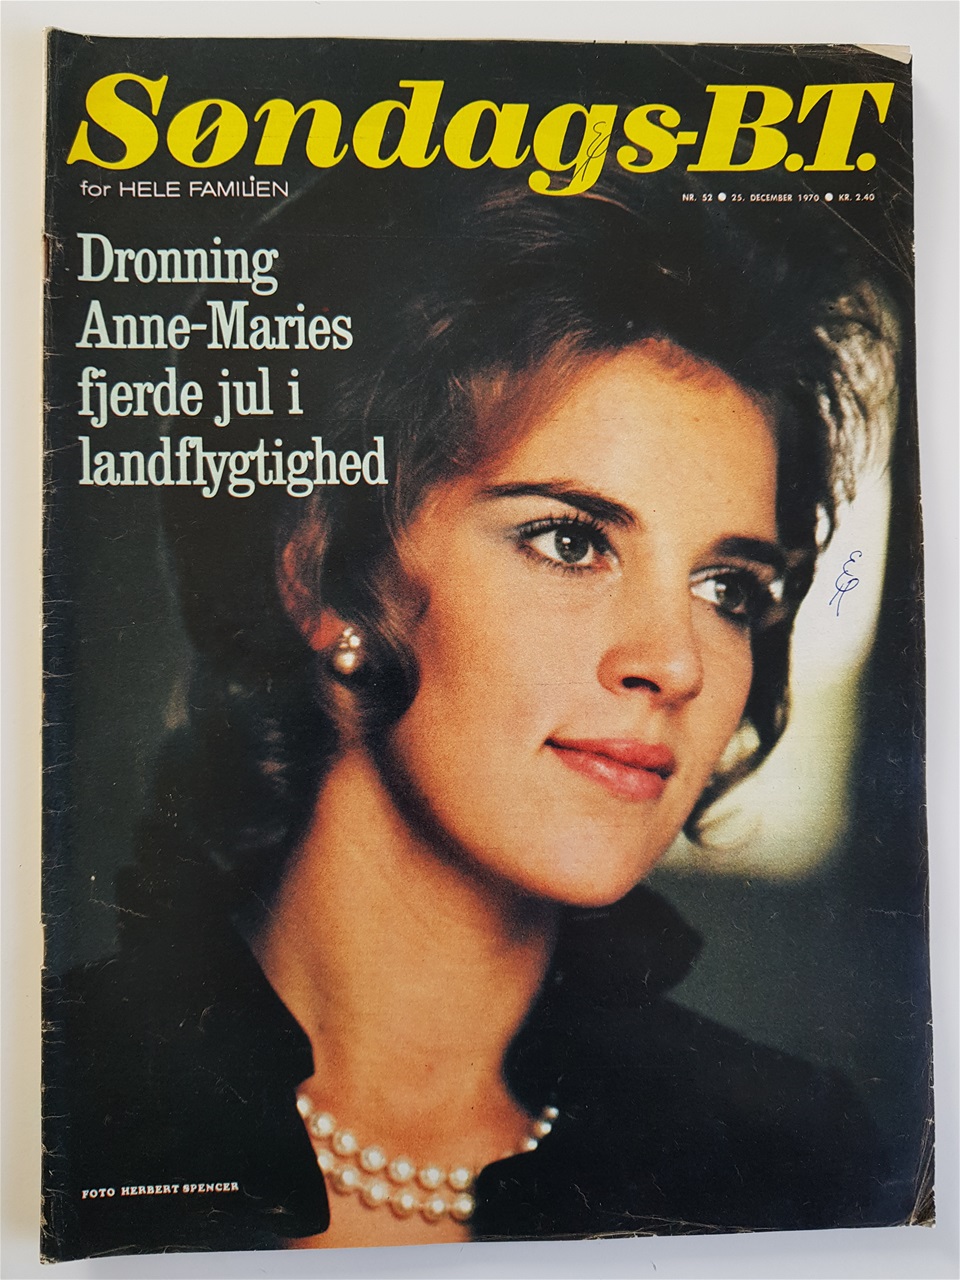 Søndags-B.T.
for HELE FAMILIEN
NR. 52 ● 25. DECEMBER 1970 ● KR. 2.40
Dronning
Anne-Maries
fjerde jul i
landflygtighed
FOTO HERBERT SPENCER